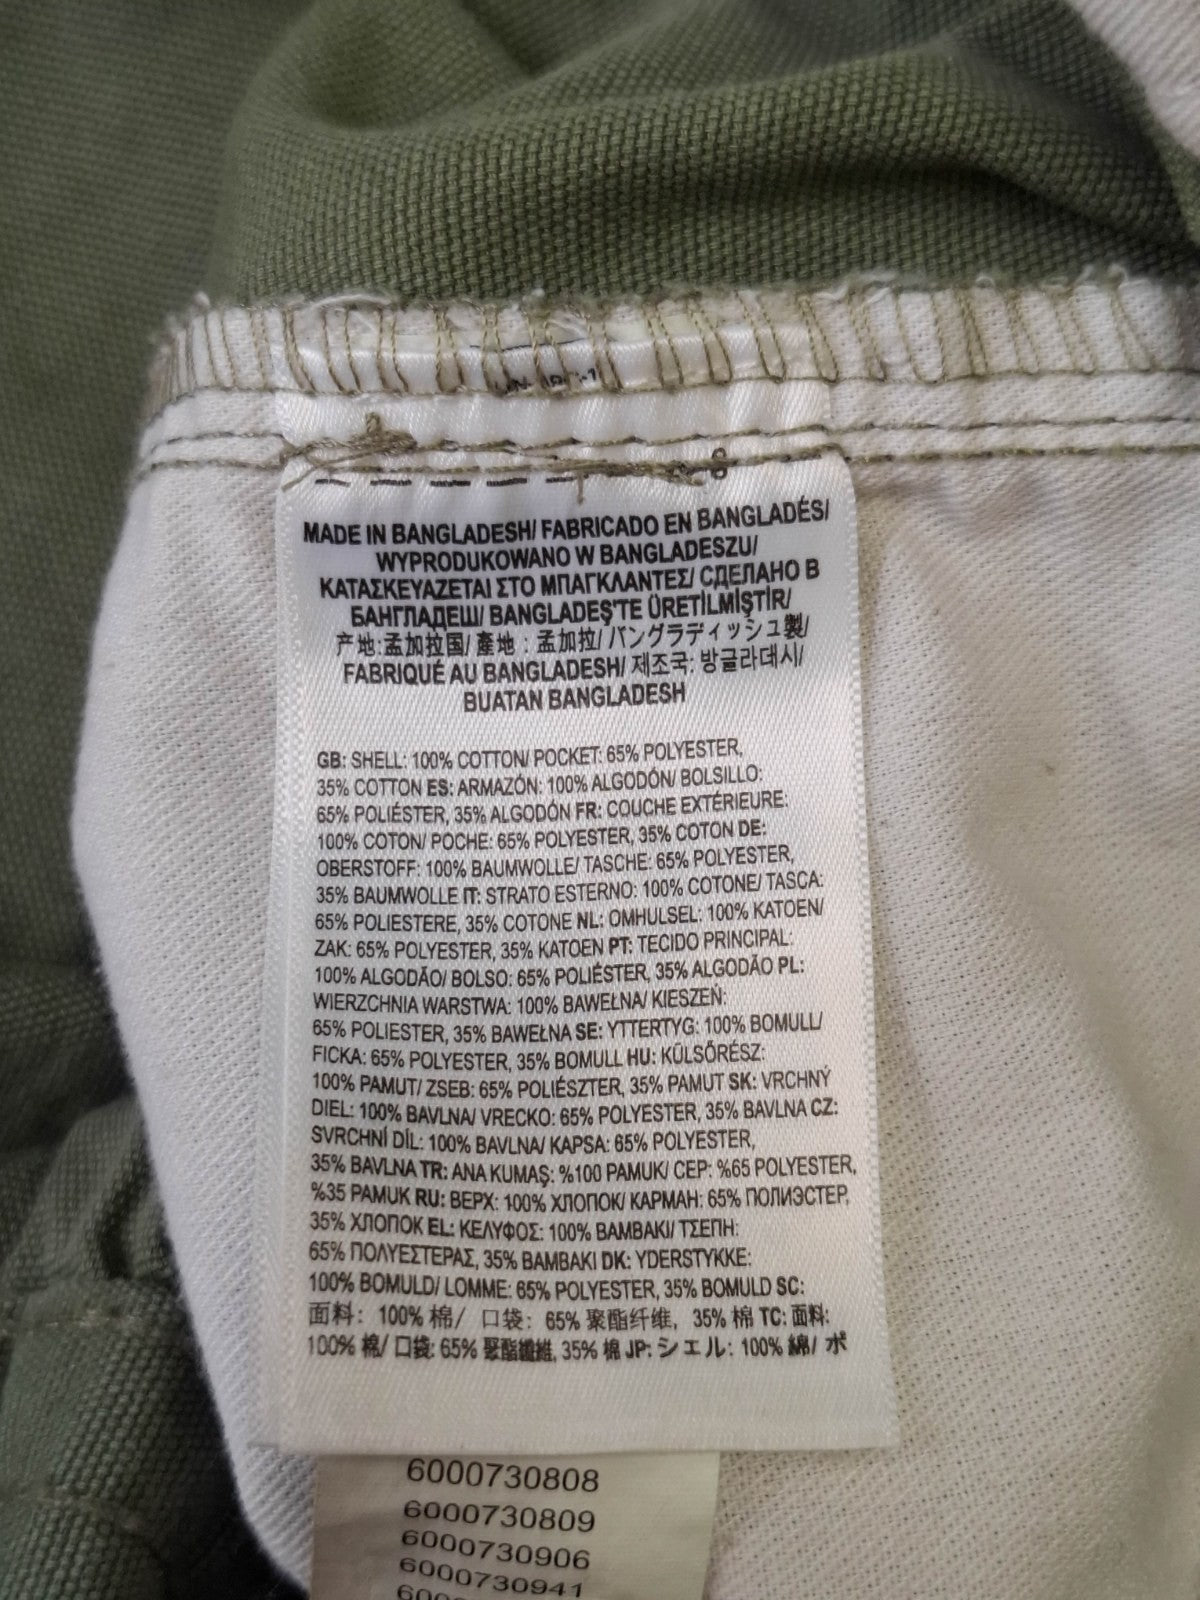 MADE IN BANGLADESH/ FABRICADO EN BANGLADÉS/
WYPRODUKOWANO W BANGLADESZU/
ΚΑΤΑΣΚΕΥΑΖΕΤΑΙ ΣΤΟ ΜΠΑΓΚΛΑΝΤΕΣ/ СДЕЛАНО В
БАНГЛАДЕШ/ BANGLADEŞ'TE ÜRETİLMİŞTİR/
产地:孟加拉国/ 產地:孟加拉/ バングラディッシュ製/
FABRIQUÉ AU BANGLADESH/ 제조국: 방글라데시/
BUATAN BANGLADESH
GB: SHELL: 100% COTTON/ POCKET: 65% POLYESTER,
35% COTTON ES: ARMAZÓN: 100% ALGODÓN/ BOLSILLO:
65% POLIÉSTER, 35% ALGODÓN FR: COUCHE EXTÉRIEURE:
100% COTON/ POCHE: 65% POLYESTER, 35% COTON DE:
OBERSTOFF: 100% BAUMWOLLE/ TASCHE: 65% POLYESTER,
35% BAUMWOLLE IT: STRATO ESTERNO: 100% COTONE/ TASCA:
65% POLIESTERE, 35% COTONE NL: OMHULSEL: 100% KATOEN/
ZAK: 65% POLYESTER, 35% KATOEN PT: TECIDO PRINCIPAL:
100% ALGODÃO/ BOLSO: 65% POLIÉSTER, 35% ALGODÃO PL:
WIERZCHNIA WARSTWA: 100% BAWEŁNA/ KIESZEŃ:
65% POLIESTER, 35% BAWEŁNA SE: YTTERTYG: 100% BOMULL/
FICKA: 65% POLYESTER, 35% BOMULL HU: KÜLSŐRÉSZ:
100% PAMUT/ ZSEB: 65% POLIÉSZTER, 35% PAMUT SK: VRCHNÝ
DIEL: 100% BAVLNA/ VRECKO: 65% POLYESTER, 35% BAVLNA CZ:
SVRCHNÍ DÍL: 100% BAVLNA/ KAPSA: 65% POLYESTER,
35% BAVLNA TR: ANA KUMAŞ: %100 PAMUK/ CEP: %65 POLYESTER,
%35 PAMUK RU: ВЕРХ: 100% ХЛОПОК/ КАРМАН: 65% ПОЛИЭСТЕР,
35% ХЛОПОК EL: ΚΕΛΥΦΟΣ: 100% ΒΑΜΒΑΚΙ/ ΤΣΕΠΗ:
65% ΠΟΛΥΕΣΤΕΡΑΣ, 35% ΒΑΜΒΑΚΙ DK: YDERSTYKKE:
100% BOMULD/ LOMME: 65% POLYESTER, 35% BOMULD SC:
面料: 100% 棉/ 口袋: 65% 聚酯纤维, 35% 棉 TC: 面料:
100% 棉/ 口袋: 65% 聚酯纖維, 35% 棉 JP: シェル: 100% 綿/ ポ
6000730808
6000730809
6000730906
6000730941